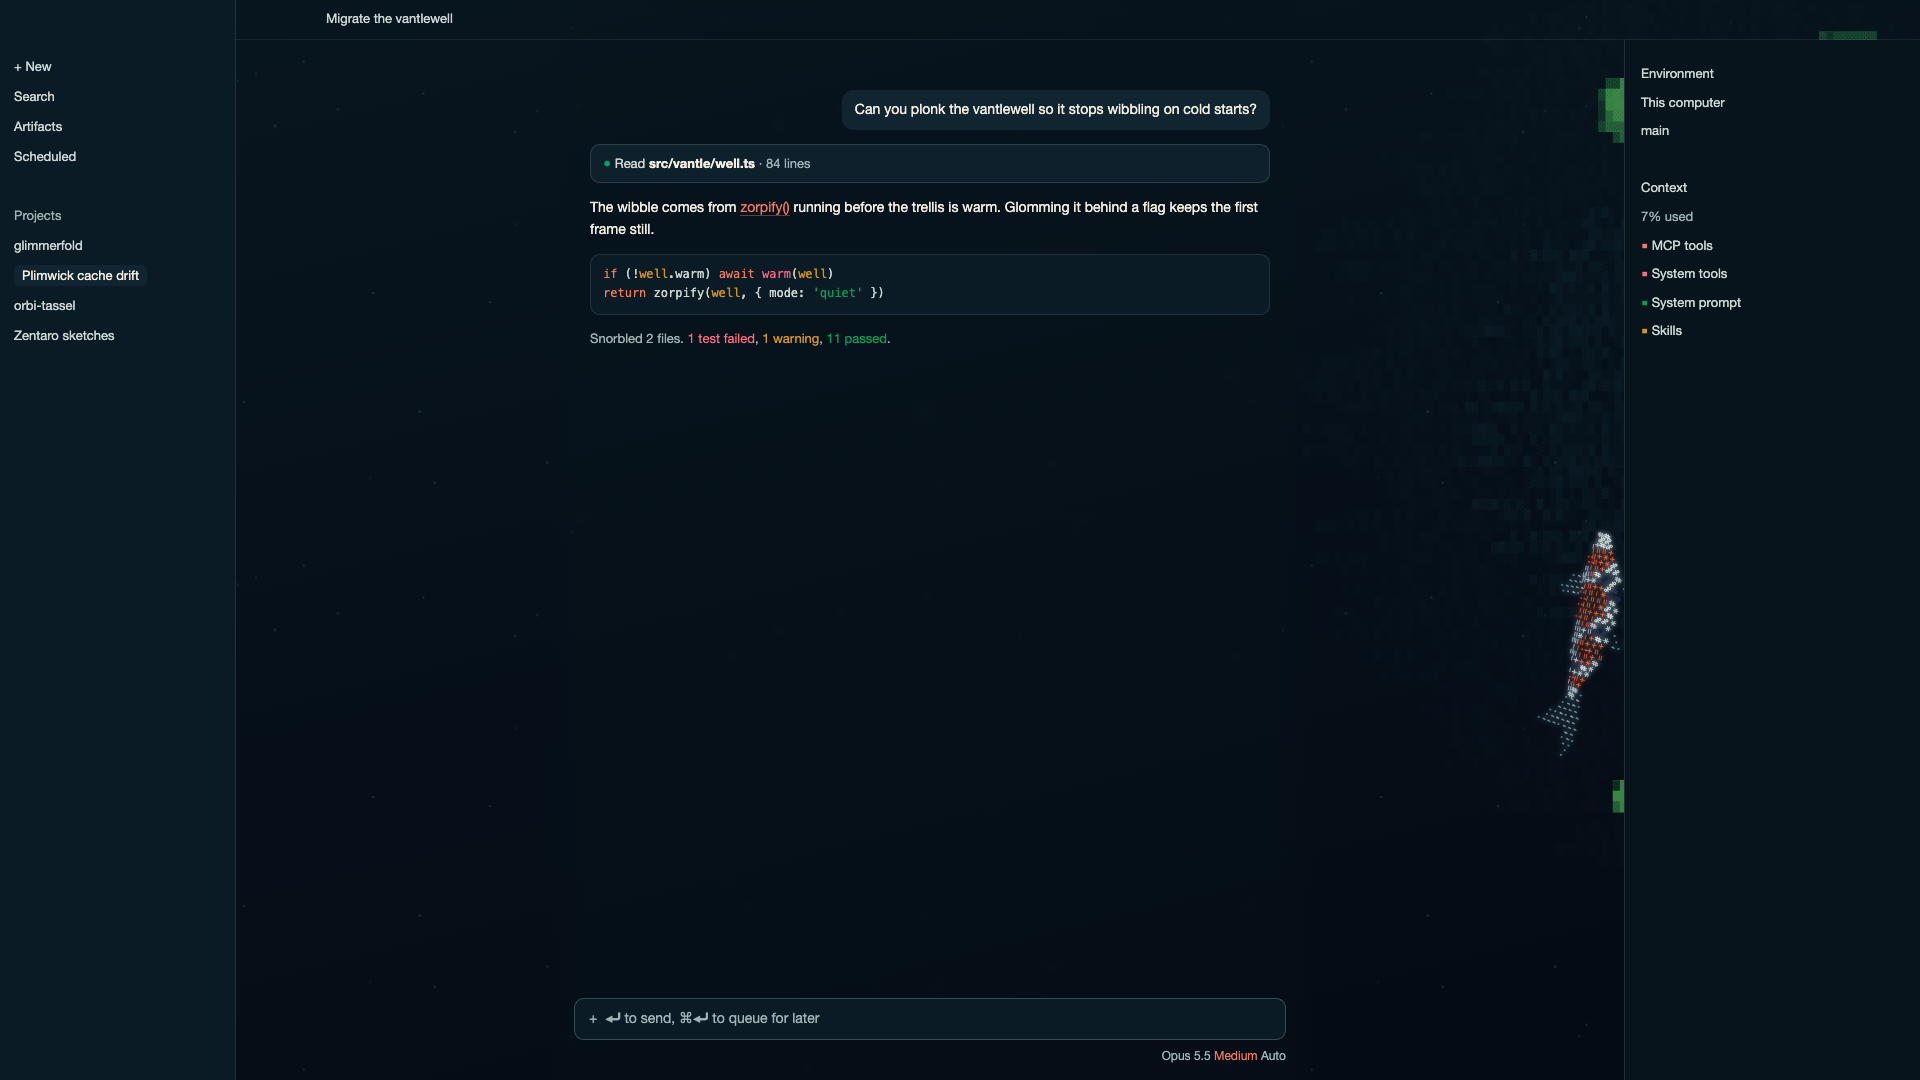 Migrate the vantlewell
+ New
Search
Artifacts
Scheduled
Projects
glimmerfold
Plimwick cache drift
orbi-tassel
Zentaro sketches
Can you plonk the vantlewell so it stops wibbling on cold starts?
Read src/vantle/well.ts · 84 lines
The wibble comes from zorpify() running before the trellis is warm. Glomming it behind a flag keeps the first
frame still.
if (!well.warm) await warm(well)
return zorpify(well, { mode: 'quiet' })
Snorbled 2 files. 1 test failed, 1 warning, 11 passed.
+ ↵ to send, ⌘↵ to queue for later
Opus 5.5 Medium Auto
Environment
This computer
main
Context
7% used
MCP tools
System tools
System prompt
Skills